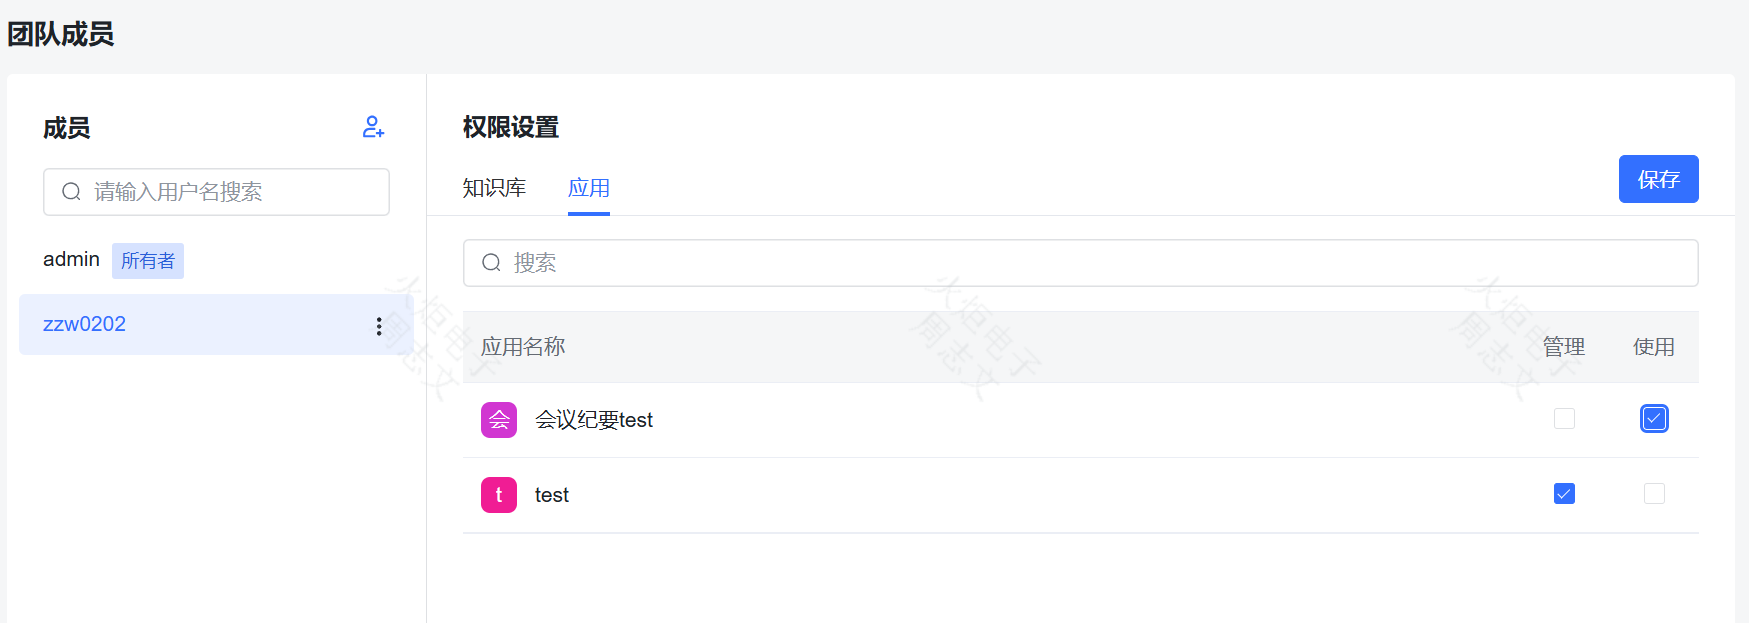 团队成员
成员
请输入用户名搜索
admin 所有者
zzw0202
权限设置
知识库 应用
保存
搜索
应用名称 管理 使用
会 会议纪要test
t test
火炬电子
周志文
火炬电子
周志文
火炬电子
周志文